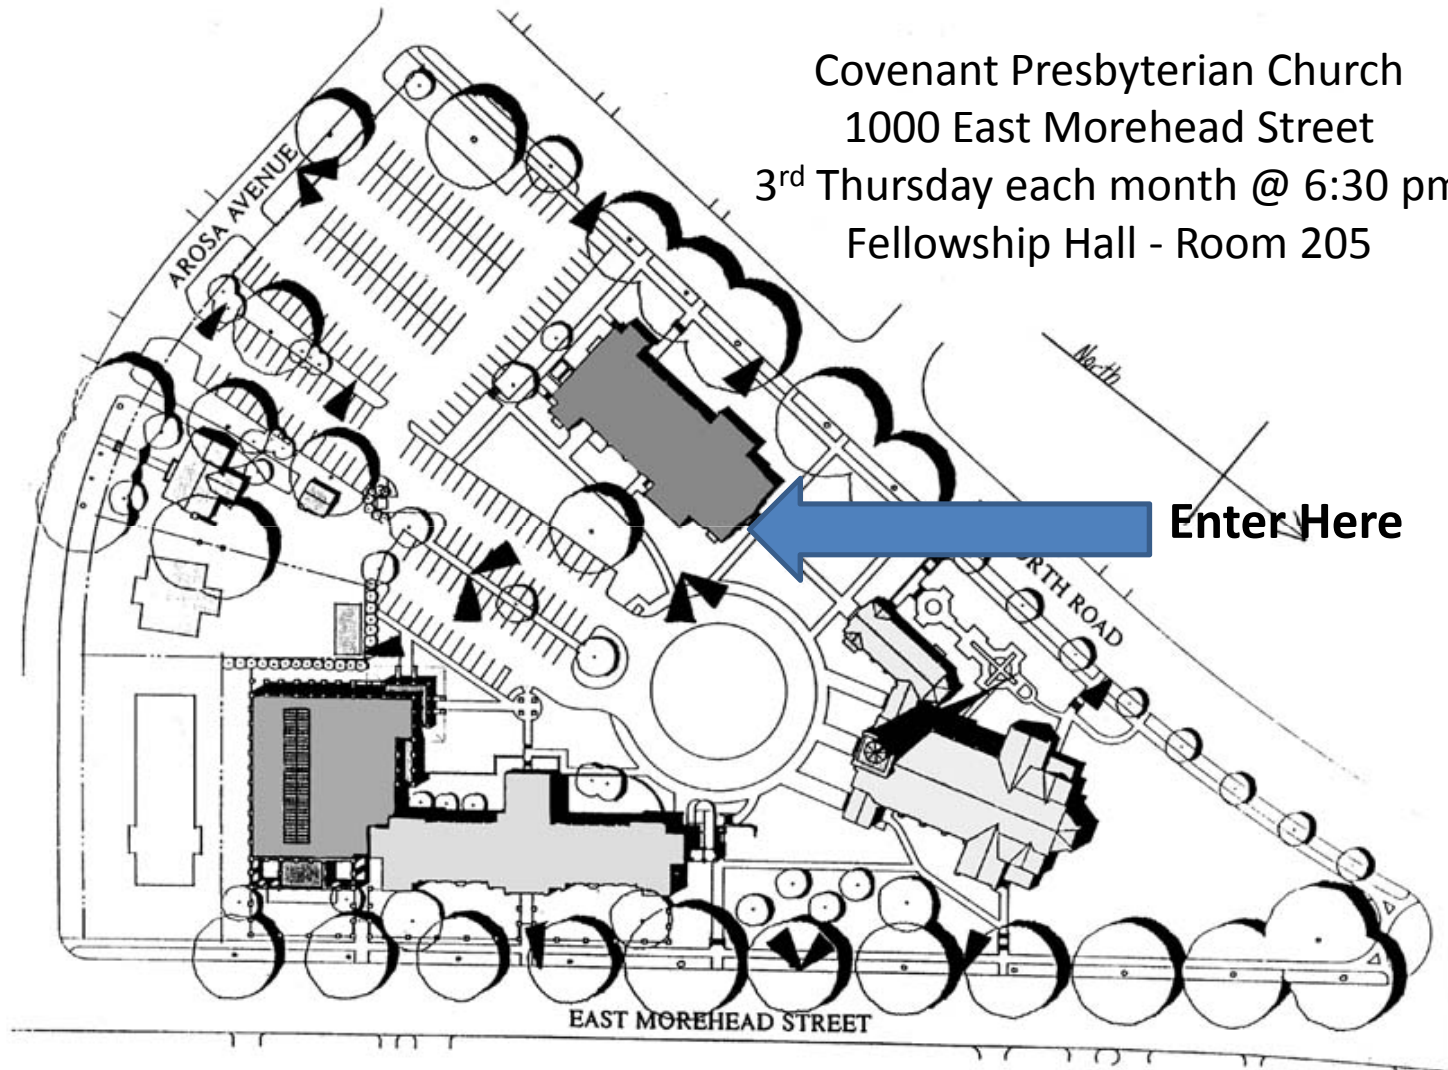 Covenant Presbyterian Church
1000 East Morehead Street
3rd Thursday each month @ 6:30 pm
Fellowship Hall - Room 205
AROSA AVENUE
North
Enter Here
ROAD
EAST MOREHEAD STREET